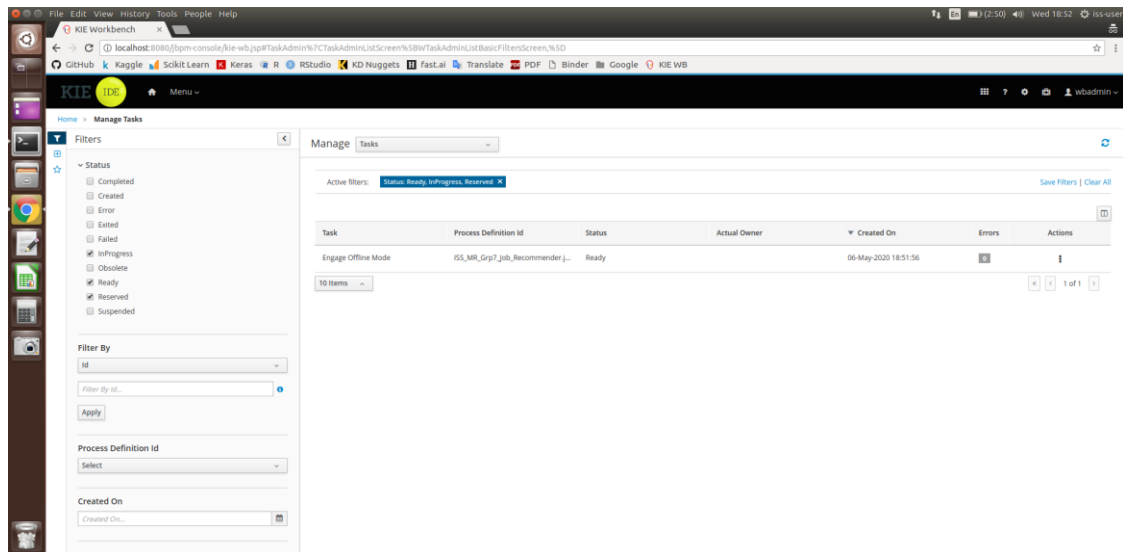 File Edit View History Tools People Help
En (2:50) Wed 18:52 iss-user
KIE Workbench ×
localhost:8080/jbpm-console/kie-wb.jsp#TaskAdmin%7CTaskAdminListScreen%5BWTaskAdminListBasicFiltersScreen,%5D
GitHub Kaggle Scikit Learn Keras R RStudio KD Nuggets fast.ai Translate PDF Binder Google KIE WB
KIE IDE Menu ? wbadmin
Home » Manage Tasks
Filters
Manage Tasks
Status
Completed
Created
Error
Exited
Failed
InProgress
Obsolete
Ready
Reserved
Suspended
Filter By
Id
Filter By Id...
Apply
Process Definition Id
Select
Created On
Created On...
Active filters: Status: Ready, InProgress, Reserved × Save Filters | Clear All
Task Process Definition Id Status Actual Owner Created On Errors Actions
Engage Offline Mode ISS_MR_Grp7_Job_Recommender.j... Ready 06-May-2020 18:51:56 0
10 Items 1 of 1